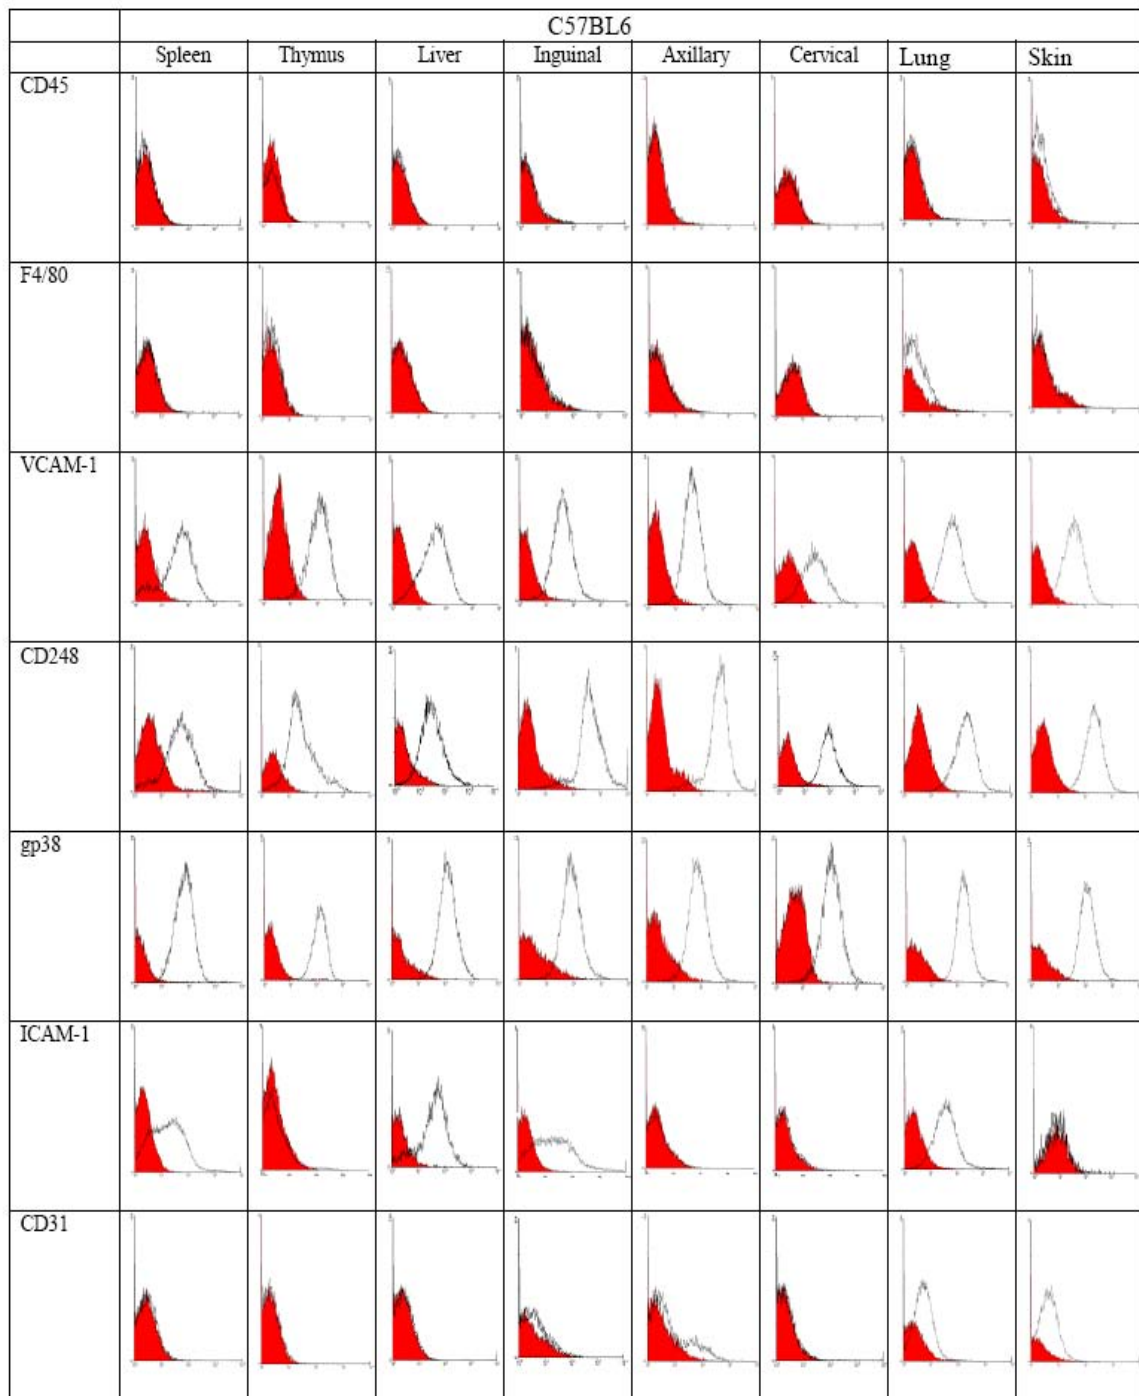 C57BL6
Spleen Thymus Liver Inguinal Axillary Cervical Lung Skin
CD45
F4/80
VCAM-1
CD248
gp38
ICAM-1
CD31